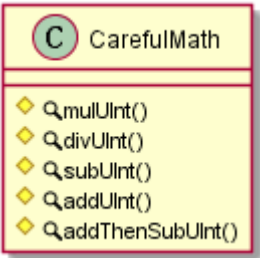 C CarefulMath
mulUInt()
divUInt()
subUInt()
addUInt()
addThenSubUInt()